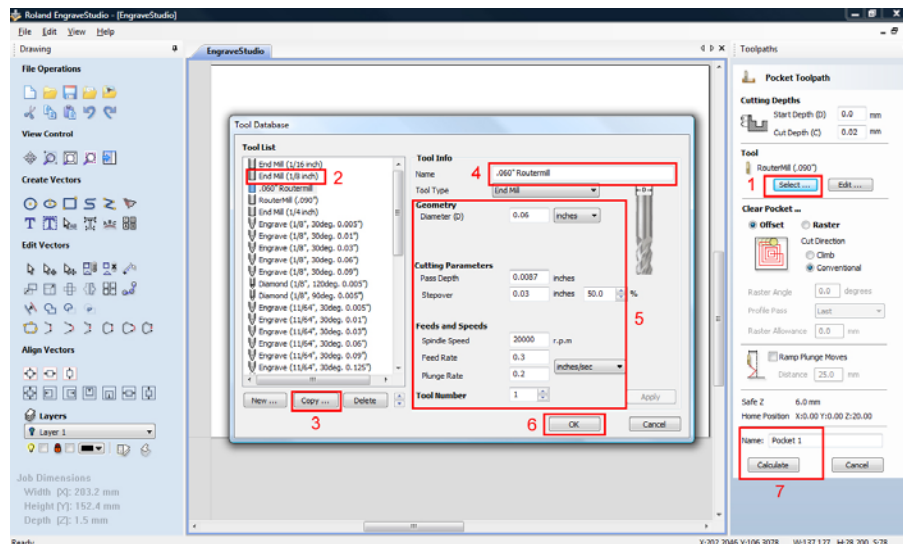 Roland EngraveStudio - [EngraveStudio]
File Edit View Help
Drawing
EngraveStudio
Toolpaths
File Operations
View Control
Create Vectors
Edit Vectors
Align Vectors
Layers
Layer 1
Job Dimensions
Width [X]: 203.2 mm
Height [Y]: 152.4 mm
Depth [Z]: 1.5 mm
Ready
Tool Database
Tool List
End Mill (1/16 inch)
End Mill (1/8 inch)
2
.060" Routermill
RouterMill (.090")
End Mill (1/4 inch)
Engrave (1/8", 30deg. 0.005")
Engrave (1/8", 30deg. 0.01")
Engrave (1/8", 30deg. 0.03")
Engrave (1/8", 30deg. 0.06")
Engrave (1/8", 30deg. 0.09")
Diamond (1/8", 120deg. 0.005")
Diamond (1/8", 90deg. 0.005")
Engrave (11/64", 30deg. 0.005")
Engrave (11/64", 30deg. 0.01")
Engrave (11/64", 30deg. 0.03")
Engrave (11/64", 30deg. 0.06")
Engrave (11/64", 30deg. 0.09")
Engrave (11/64", 30deg. 0.125")
New ... Copy ... Delete
3
Tool Info
4
Name .060" Routermill
Tool Type End Mill
D
Geometry
Diameter (D) 0.06 inches
Cutting Parameters
Pass Depth 0.0087 inches
Stepover 0.03 inches 50.0 %
5
Feeds and Speeds
Spindle Speed 20000 r.p.m
Feed Rate 0.3
inches/sec
Plunge Rate 0.2
Tool Number 1
Apply
6
OK Cancel
Pocket Toolpath
Cutting Depths
Start Depth (D) 0.0 mm
Cut Depth (C) 0.02 mm
Tool
RouterMill (.090")
1 Select ... Edit ...
Clear Pocket ...
Offset Raster
Cut Direction
Climb
Conventional
Raster Angle 0.0 degrees
Profile Pass Last
Raster Allowance 0.0 mm
Ramp Plunge Moves
Distance 25.0 mm
Safe Z 6.0 mm
Home Position X:0.00 Y:0.00 Z:20.00
Name: Pocket 1
Calculate Cancel
7
X:202.2046 Y:106.3078 W:137.127 H:28.200 S:78